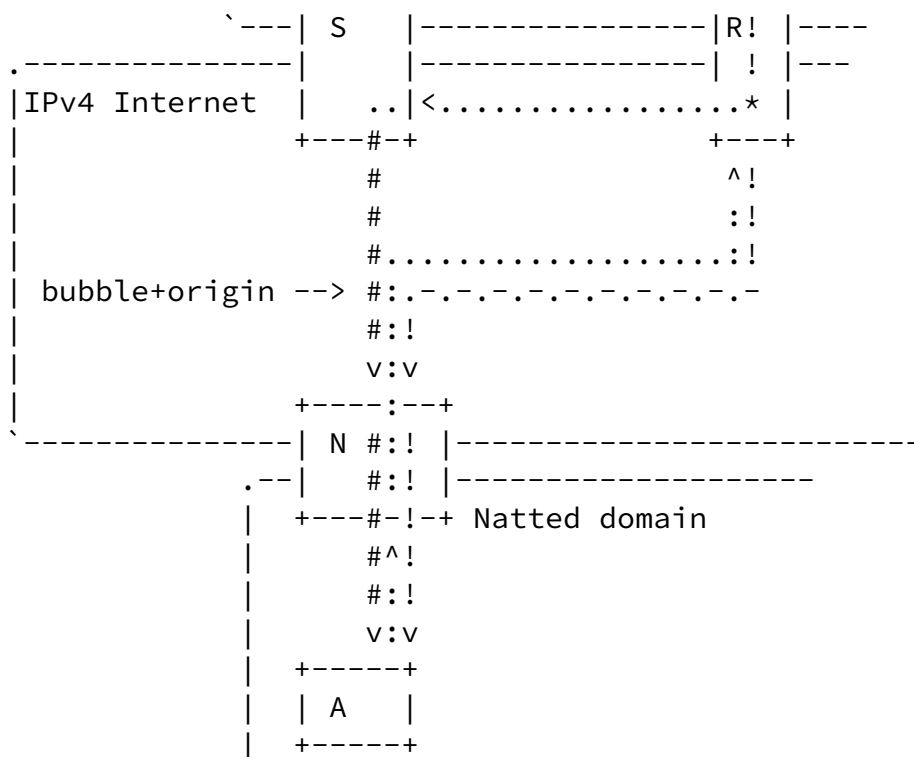 `---| S   |----------------|R! |----
.---------------|     |----------------| ! |---
|IPv4 Internet  |   ..|<.................* |
|               +---#-+                +----+
|                   #                   ^!
|                   #                   :!
|                   #...................:!
| bubble+origin --> #:.-.-.-.-.-.-.-.-.-.-
|                   #:!
|                   v:v
|               +----:--+
`---------------| N #:! |--------------------------
.--|   #:! |--------------------
|  +---#-!-+ Natted domain
|      #^!
|      #:!
|      v:v
|  +-----+
|  | A   |
|  +-----+